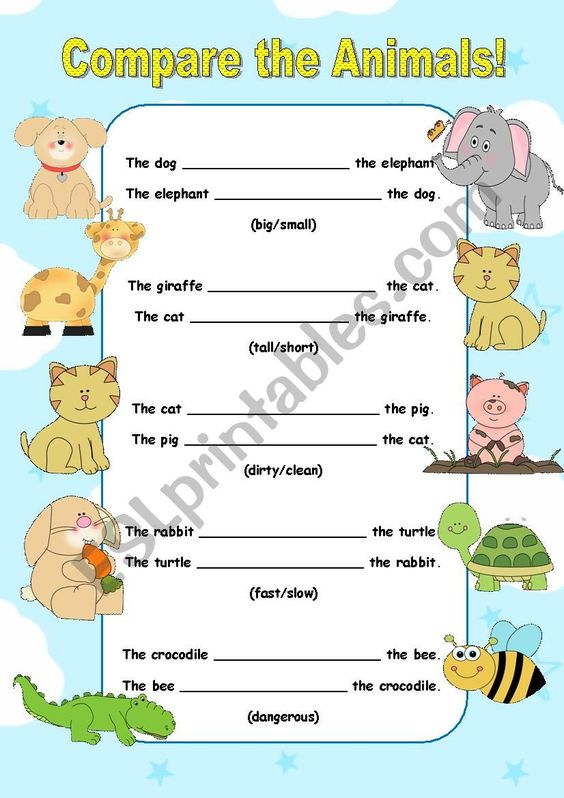 Compare the Animals!
The dog ____________________ the elephant
The elephant ____________________ the dog.
(big/small)
The giraffe ____________________ the cat.
The cat ____________________ the giraffe.
(tall/short)
The cat ____________________ the pig.
The pig ____________________ the cat.
(dirty/clean)
The rabbit ____________________ the turtle
The turtle ____________________ the rabbit.
(fast/slow)
The crocodile ____________________ the bee.
The bee ____________________ the crocodile.
(dangerous)
ESLprintables.com